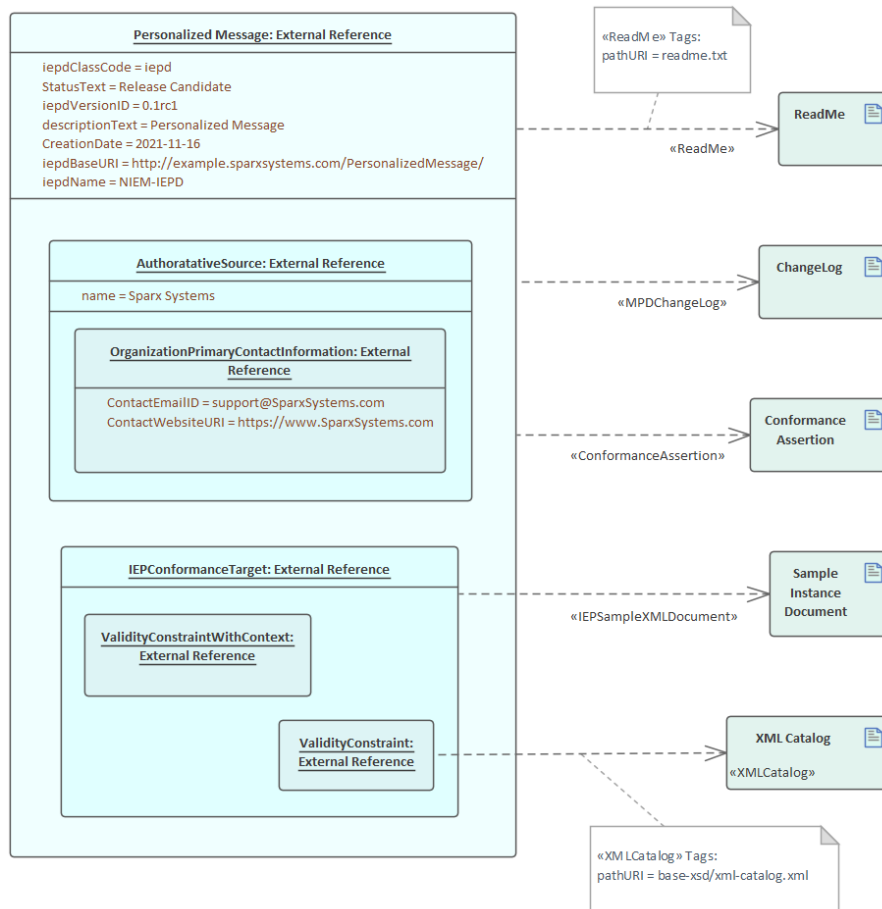 Personalized Message: External Reference
iepdClassCode = iepd
StatusText = Release Candidate
iepdVersionID = 0.1rc1
descriptionText = Personalized Message
CreationDate = 2021-11-16
iepdBaseURI = http://example.sparxsystems.com/PersonalizedMessage/
iepdName = NIEM-IEPD
«ReadMe» Tags:
pathURI = readme.txt
ReadMe
«ReadMe»
AuthoratativeSource: External Reference
name = Sparx Systems
ChangeLog
«MPDChangeLog»
OrganizationPrimaryContactInformation: External
Reference
ContactEmailID = support@SparxSystems.com
ContactWebsiteURI = https://www.SparxSystems.com
Conformance
Assertion
«ConformanceAssertion»
IEPConformanceTarget: External Reference
Sample
Instance
Document
«IEPSampleXMLDocument»
ValidityConstraintWithContext:
External Reference
ValidityConstraint:
External Reference
XML Catalog
«XMLCatalog»
«XMLCatalog» Tags:
pathURI = base-xsd/xml-catalog.xml